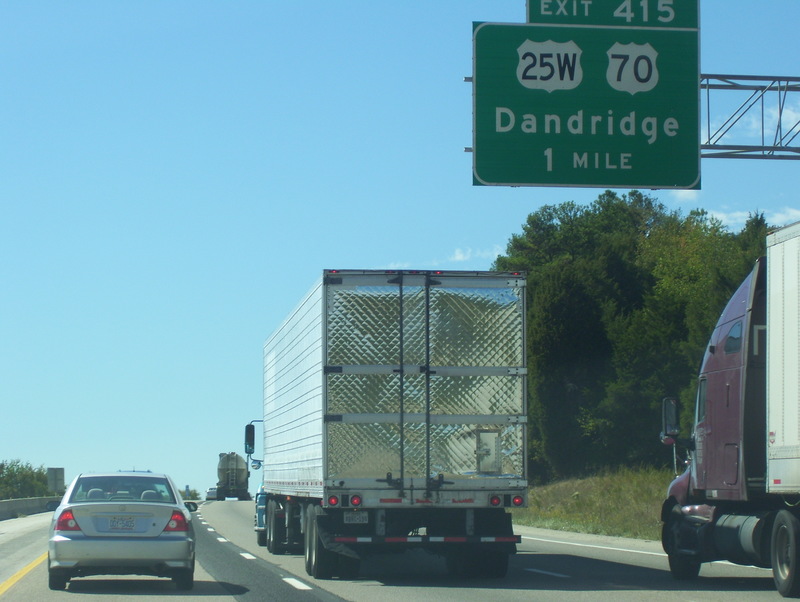 EXIT 415
25W 70
Dandridge
1 MILE